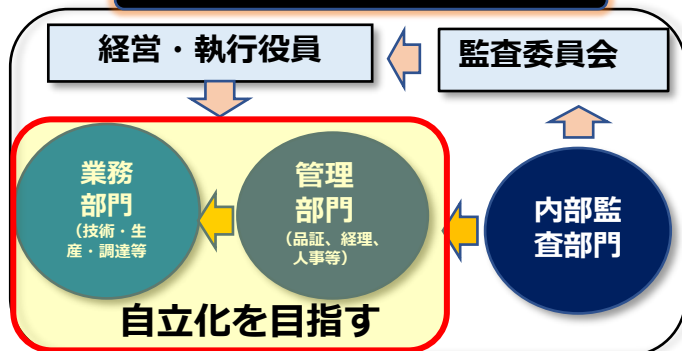 経営・執行役員
監査委員会
業務
部門
（技術・生
産・調達等
管理
部門
（品証、経理、
人事等）
内部監
査部門
自立化を目指す